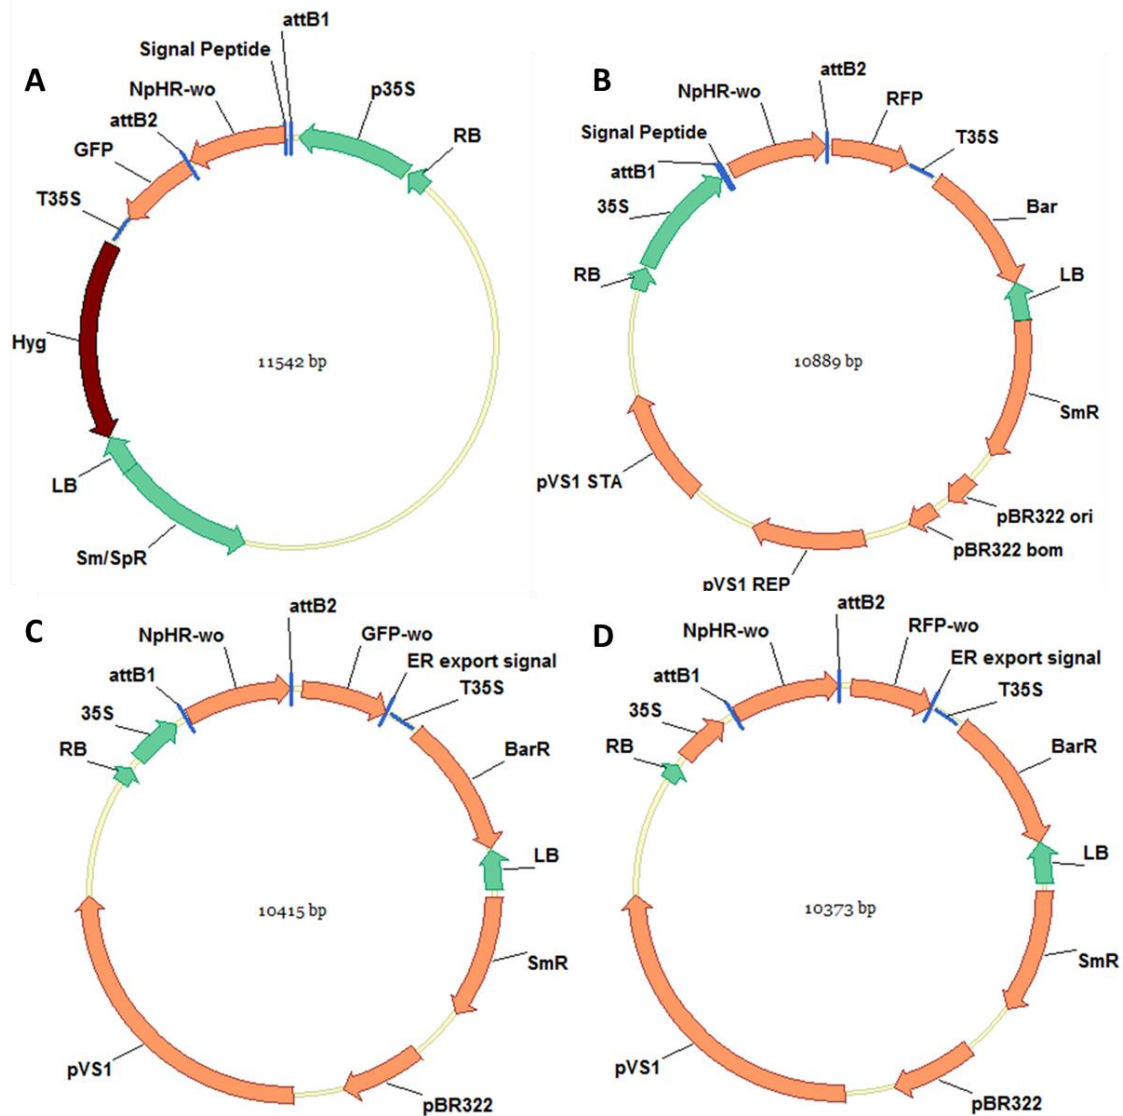 A
attB1
Signal Peptide
NpHR-wo
p35S
attB2
RB
GFP
T35S
Hyg
11542 bp
LB
Sm/SpR
B
attB2
NpHR-wo
RFP
Signal Peptide
T35S
attB1
35S
Bar
RB
LB
10889 bp
SmR
pVS1 STA
pBR322 ori
pBR322 bom
pVS1 REP
C
attB2
NpHR-wo
GFP-wo
attB1
ER export signal
T35S
35S
RB
BarR
LB
10415 bp
SmR
pVS1
pBR322
D
attB2
NpHR-wo
RFP-wo
attB1
ER export signal
T35S
35S
RB
BarR
LB
10373 bp
SmR
pVS1
pBR322